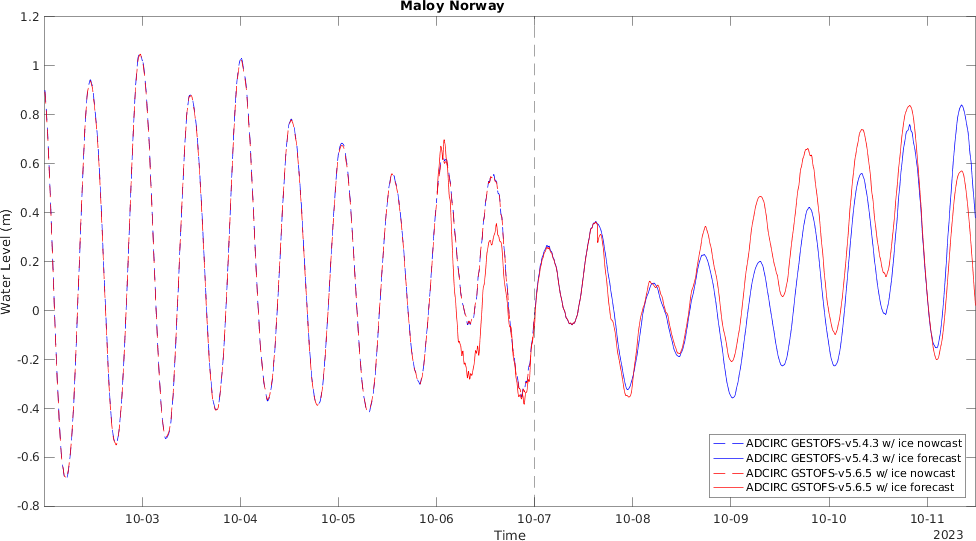 Maloy Norway
1.2
1
0.8
0.6
0.4
0.2
0
-0.2
-0.4
-0.6
-0.8
Water Level (m)
ADCIRC GESTOFS-v5.4.3 w/ ice nowcast
ADCIRC GESTOFS-v5.4.3 w/ ice forecast
ADCIRC GSTOFS-v5.6.5 w/ ice nowcast
ADCIRC GSTOFS-v5.6.5 w/ ice forecast
10-03 10-04 10-05 10-06 10-07 10-08 10-09 10-10 10-11
Time
2023